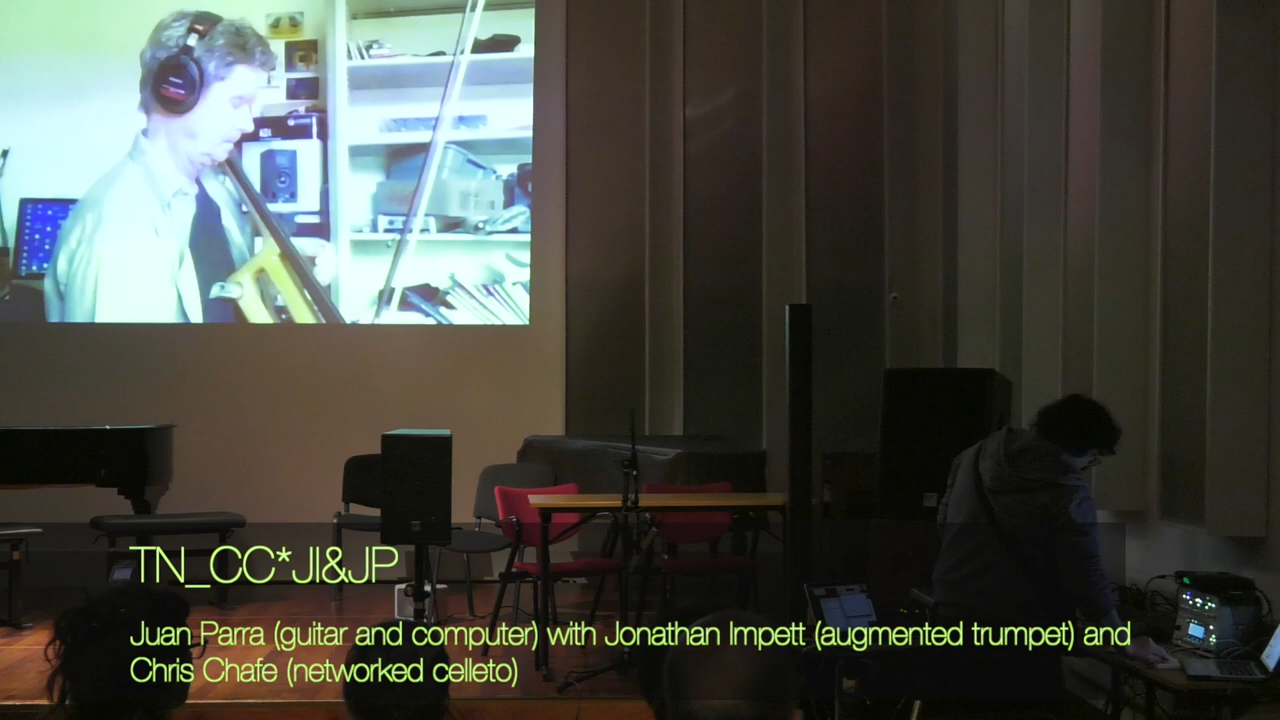 TN_CC*JI&JP
Juan Parra (guitar and computer) with Jonathan Impett (augmented trumpet) and
Chris Chafe (networked celleto)